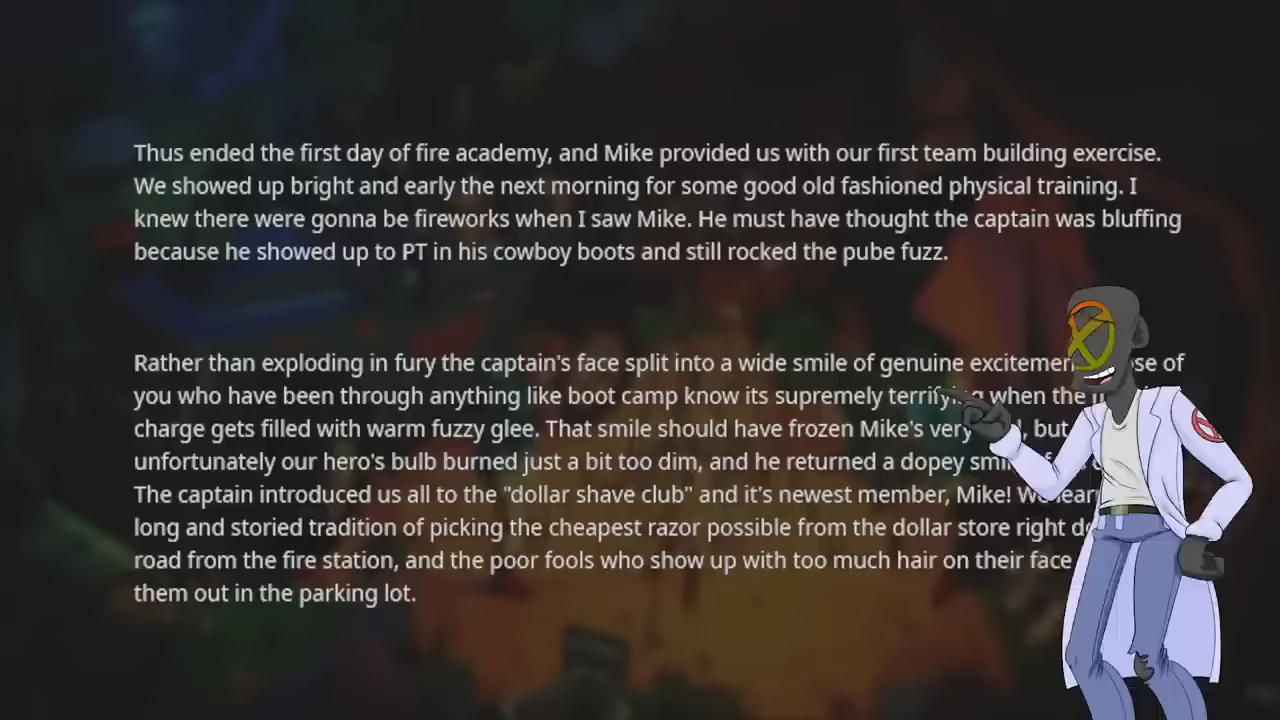 Thus ended the first day of fire academy, and Mike provided us with our first team building exercise.
We showed up bright and early the next morning for some good old fashioned physical training. I
knew there were gonna be fireworks when I saw Mike. He must have thought the captain was bluffing
because he showed up to PT in his cowboy boots and still rocked the pube fuzz.
Rather than exploding in fury the captain's face split into a wide smile of genuine of
you who have been through anything like boot camp know its supremely when the
charge gets filled with warm fuzzy glee. That smile should have frozen Mike's very but
unfortunately our hero's bulb burned just a bit too dim, and he returned a dopey
The captain introduced us all to the "dollar shave club" and it's newest member, Mike!
long and storied tradition of picking the cheapest razor possible from the dollar store right
road from the fire station, and the poor fools who show up with too much hair on their face
them out in the parking lot.